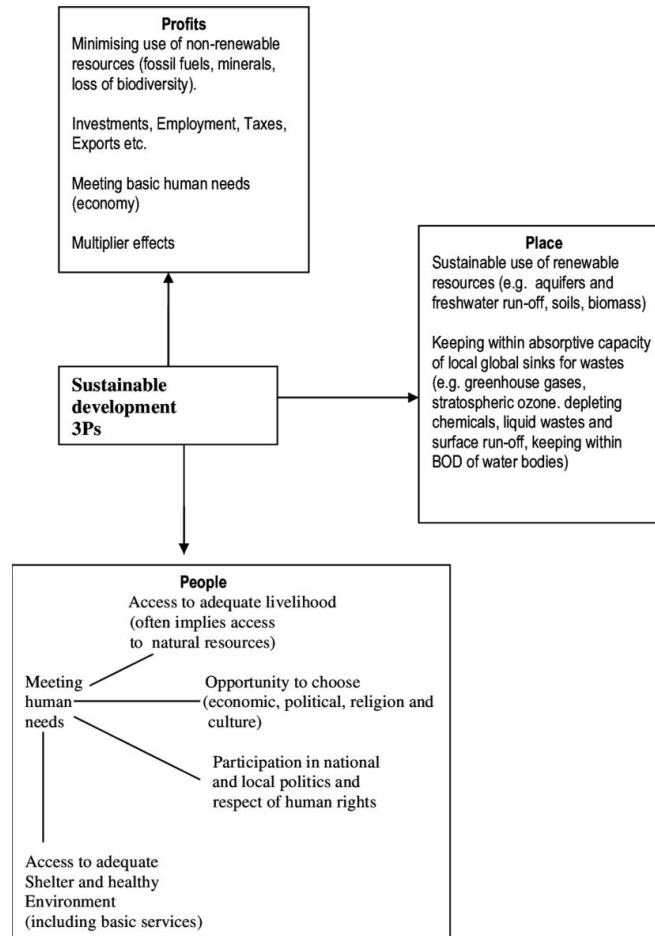 Profits
Minimising use of non-renewable
resources (fossil fuels, minerals,
loss of biodiversity).
Investments, Employment, Taxes,
Exports etc.
Meeting basic human needs
(economy)
Multiplier effects
Place
Sustainable use of renewable
resources (e.g. aquifers and
freshwater run-off, soils, biomass)
Keeping within absorptive capacity
of local global sinks for wastes
(e.g. greenhouse gases,
stratospheric ozone. depleting
chemicals, liquid wastes and
surface run-off, keeping within
BOD of water bodies)
Sustainable
development
3Ps
People
Access to adequate livelihood
(often implies access
to natural resources)
Meeting
human
needs
Opportunity to choose
(economic, political, religion and
culture)
Participation in national
and local politics and
respect of human rights
Access to adequate
Shelter and healthy
Environment
(including basic services)